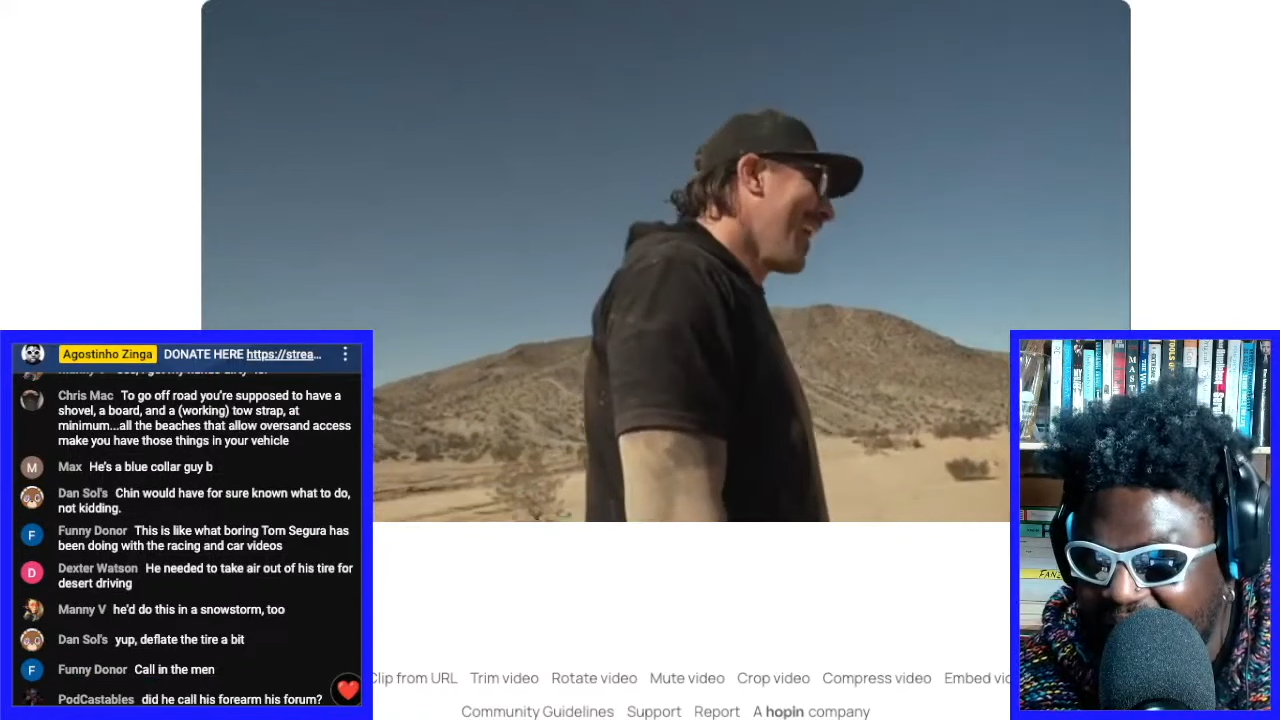 Agostinho Zinga DONATE HERE https://strea...
Chris Mac To go off road you're supposed to have a
shovel, a board, and a (working) tow strap, at
minimum...all the beaches that allow oversand access
make you have those things in your vehicle
M Max He's a blue collar guy b
Dan Sol's Chin would have for sure known what to do,
not kidding.
F Funny Donor This is like what boring Tom Segura has
been doing with the racing and car videos
D Dexter Watson He needed to take air out of his tire for
desert driving
Manny V he'd do this in a snowstorm, too
Dan Sol's yup, deflate the tire a bit
F Funny Donor Call in the men
PodCastables did he call his forearm his forum?
Clip from URL Trim video Rotate video Mute video Crop video Compress video Embed vi
Community Guidelines Support Report A hopin company